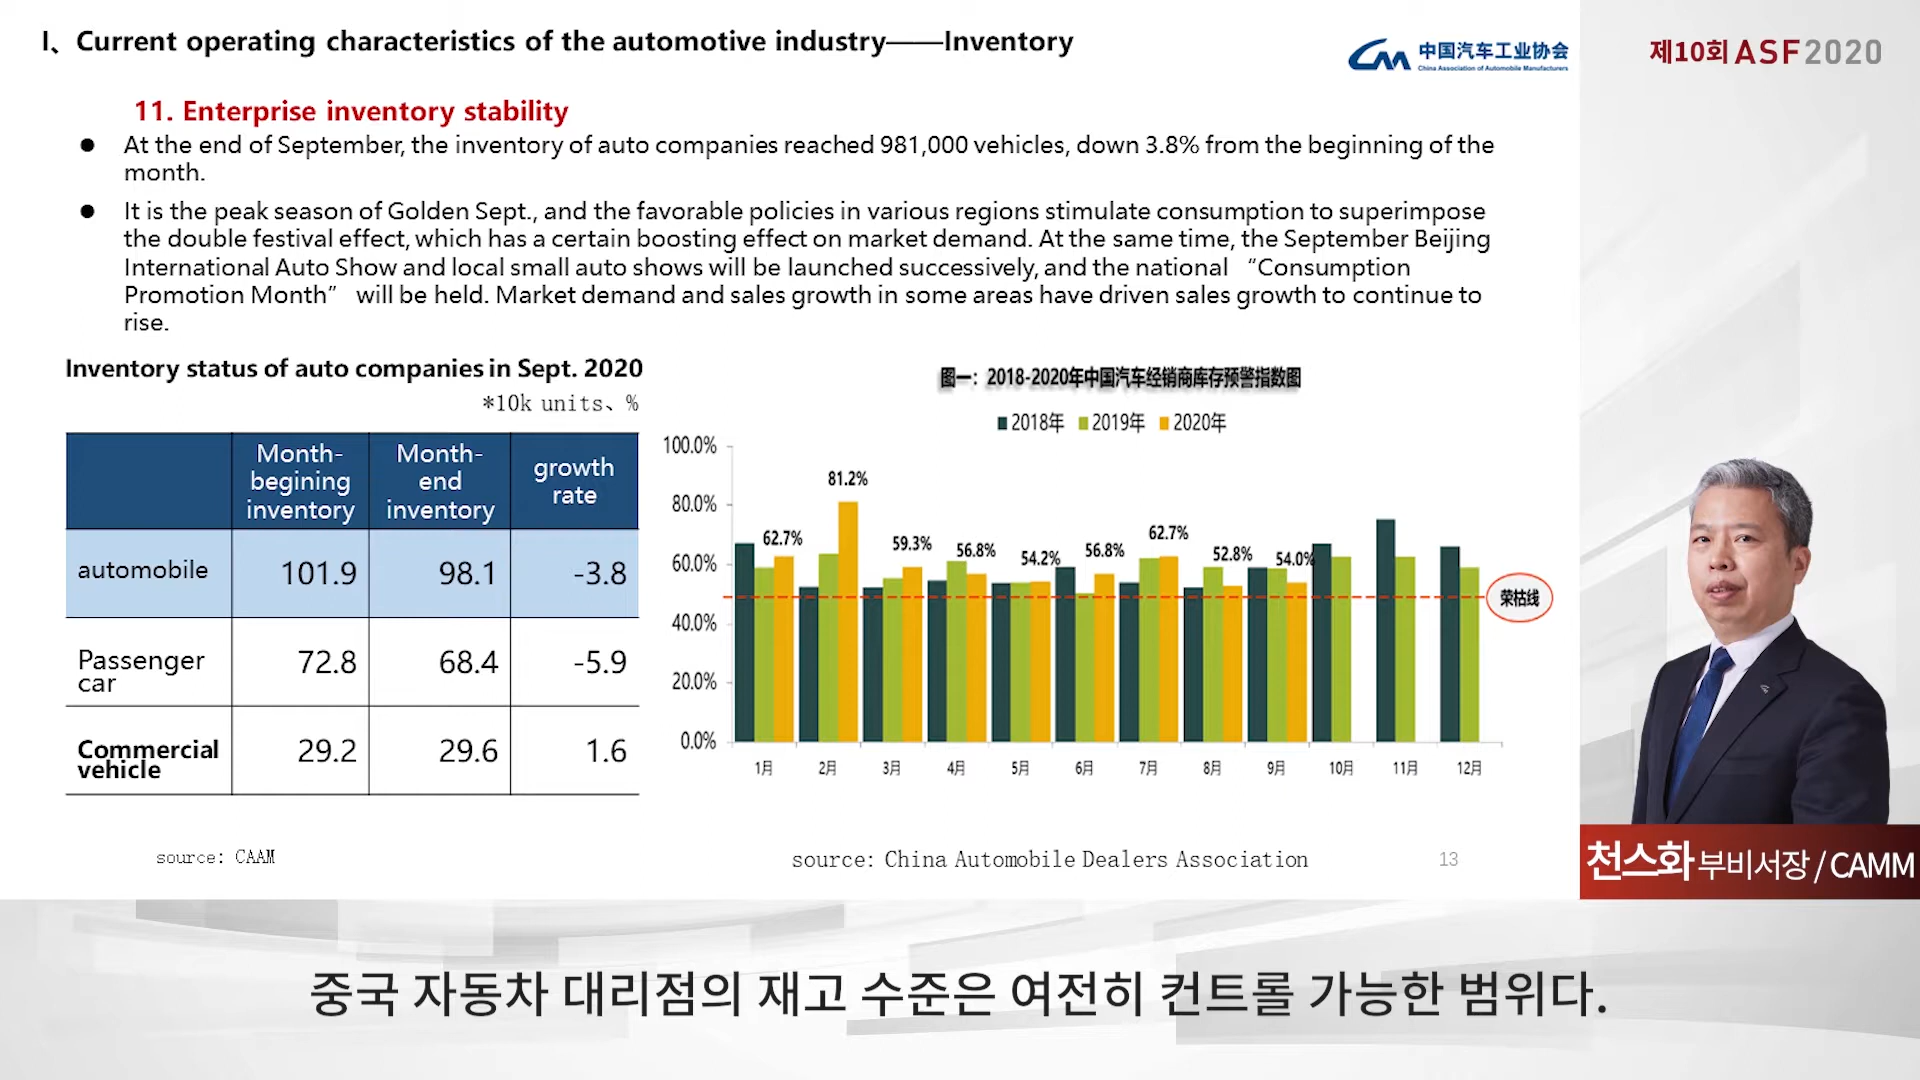 Ⅰ、Current operating characteristics of the automotive industry——Inventory
中国汽车工业协会
China Association of Automobile Manufacturers
제10회 ASF 2020
11. Enterprise inventory stability
● At the end of September, the inventory of auto companies reached 981,000 vehicles, down 3.8% from the beginning of the
month.
● It is the peak season of Golden Sept., and the favorable policies in various regions stimulate consumption to superimpose
the double festival effect, which has a certain boosting effect on market demand. At the same time, the September Beijing
International Auto Show and local small auto shows will be launched successively, and the national “Consumption
Promotion Month” will be held. Market demand and sales growth in some areas have driven sales growth to continue to
rise.
Inventory status of auto companies in Sept. 2020
*10k units、%
Month-
begining
inventory
Month-
end
inventory
growth
rate
automobile 101.9 98.1 -3.8
Passenger
car
72.8 68.4 -5.9
Commercial
vehicle
29.2 29.6 1.6
source: CAAM
图一：2018-2020年中国汽车经销商库存预警指数图
2018年 2019年 2020年
100.0%
80.0%
60.0%
40.0%
20.0%
0.0%
62.7% 81.2% 59.3% 56.8% 54.2% 56.8% 62.7% 52.8% 54.0%
荣枯线
1月 2月 3月 4月 5月 6月 7月 8月 9月 10月 11月 12月
source: China Automobile Dealers Association
13
천스화 부비서장 / CAMM
중국 자동차 대리점의 재고 수준은 여전히 컨트롤 가능한 범위다.